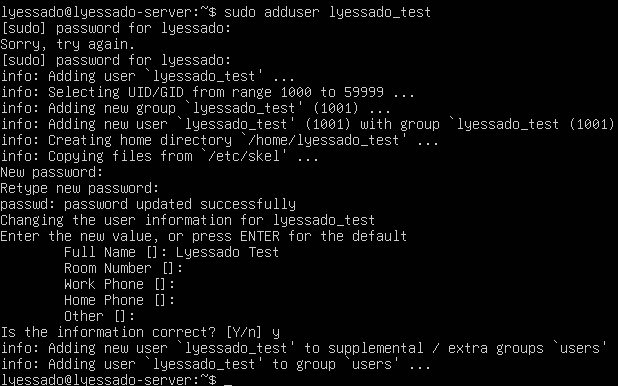 lyessado@lyessado-server:~$ sudo adduser lyessado_test
[sudo] password for lyessado:
Sorry, try again.
[sudo] password for lyessado:
info: Adding user `lyessado_test' ...
info: Selecting UID/GID from range 1000 to 59999 ...
info: Adding new group `lyessado_test' (1001) ...
info: Adding new user `lyessado_test' (1001) with group `lyessado_test (1001)
info: Creating home directory `/home/lyessado_test' ...
info: Copying files from `/etc/skel' ...
New password:
Retype new password:
passwd: password updated successfully
Changing the user information for lyessado_test
Enter the new value, or press ENTER for the default
        Full Name []: Lyessado Test
        Room Number []:
        Work Phone []:
        Home Phone []:
        Other []:
Is the information correct? [Y/n] y
info: Adding new user `lyessado_test' to supplemental / extra groups `users'
info: Adding user `lyessado_test' to group `users' ...
lyessado@lyessado-server:~$ _